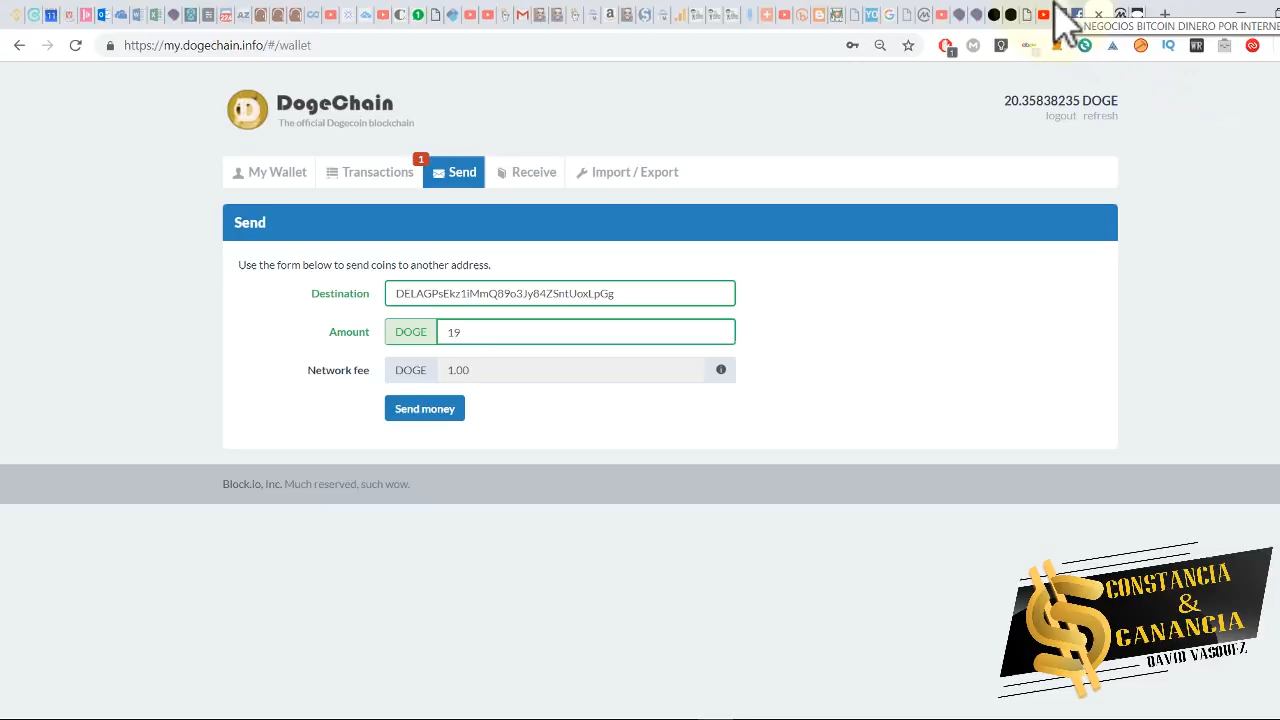 NEGOCIOS BITCOIN DINERO POR INTERNE
https://my.dogechain.info/#/wallet
DogeChain
The official Dogecoin blockchain
20.35838235 DOGE
logout refresh
My Wallet
Transactions
1
Send
Receive
Import / Export
Send
Use the form below to send coins to another address.
Destination
DELAGPsEkz1iMmQ89o3Jy84ZSntUoxLpGg
Amount
DOGE
19
Network fee
DOGE
1.00
Send money
Block.io, Inc. Much reserved, such wow.
CONSTANCIA
&
GANANCIA
DAVID VASQUEZ